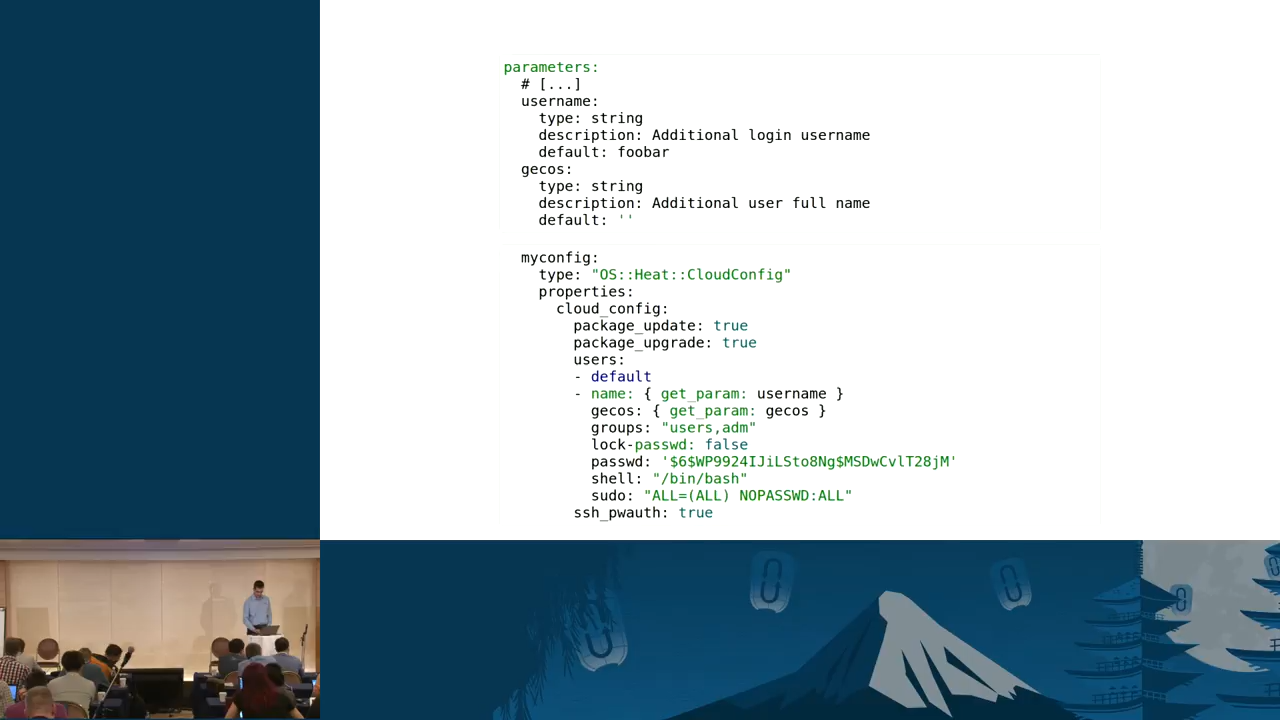 parameters:
  # [...]
  username:
    type: string
    description: Additional login username
    default: foobar
  gecos:
    type: string
    description: Additional user full name
    default: ''
  myconfig:
    type: "OS::Heat::CloudConfig"
    properties:
      cloud_config:
        package_update: true
        package_upgrade: true
        users:
        - default
        - name: { get_param: username }
          gecos: { get_param: gecos }
          groups: "users,adm"
          lock-passwd: false
          passwd: '$6$WP9924IJiLSto8Ng$MSDwCvlT28jM'
          shell: "/bin/bash"
          sudo: "ALL=(ALL) NOPASSWD:ALL"
        ssh_pwauth: true